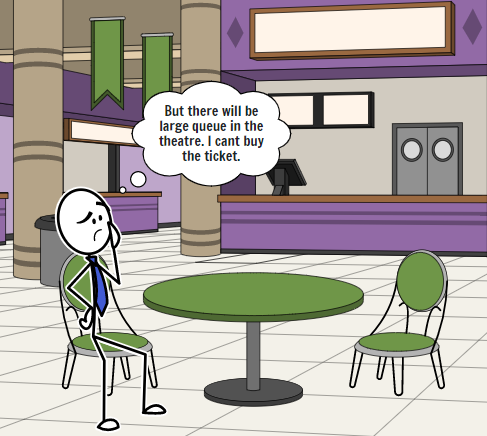 But there will be
large queue in the
theatre. I cant buy
the ticket.